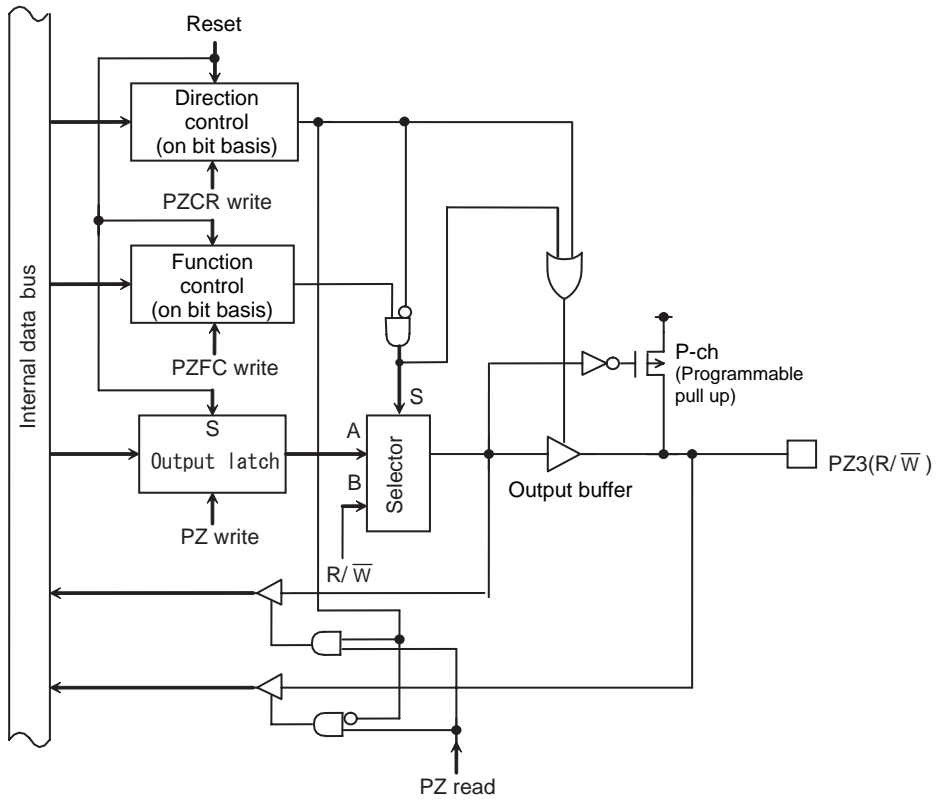 Reset
Direction
control
(on bit basis)
PZCR write
Function
control
(on bit basis)
PZFC write
Internal data bus
S
Output latch
PZ write
A
B
S
Selector
R/W̅
Output buffer
P-ch
(Programmable
pull up)
PZ3(R/W̅)
PZ read